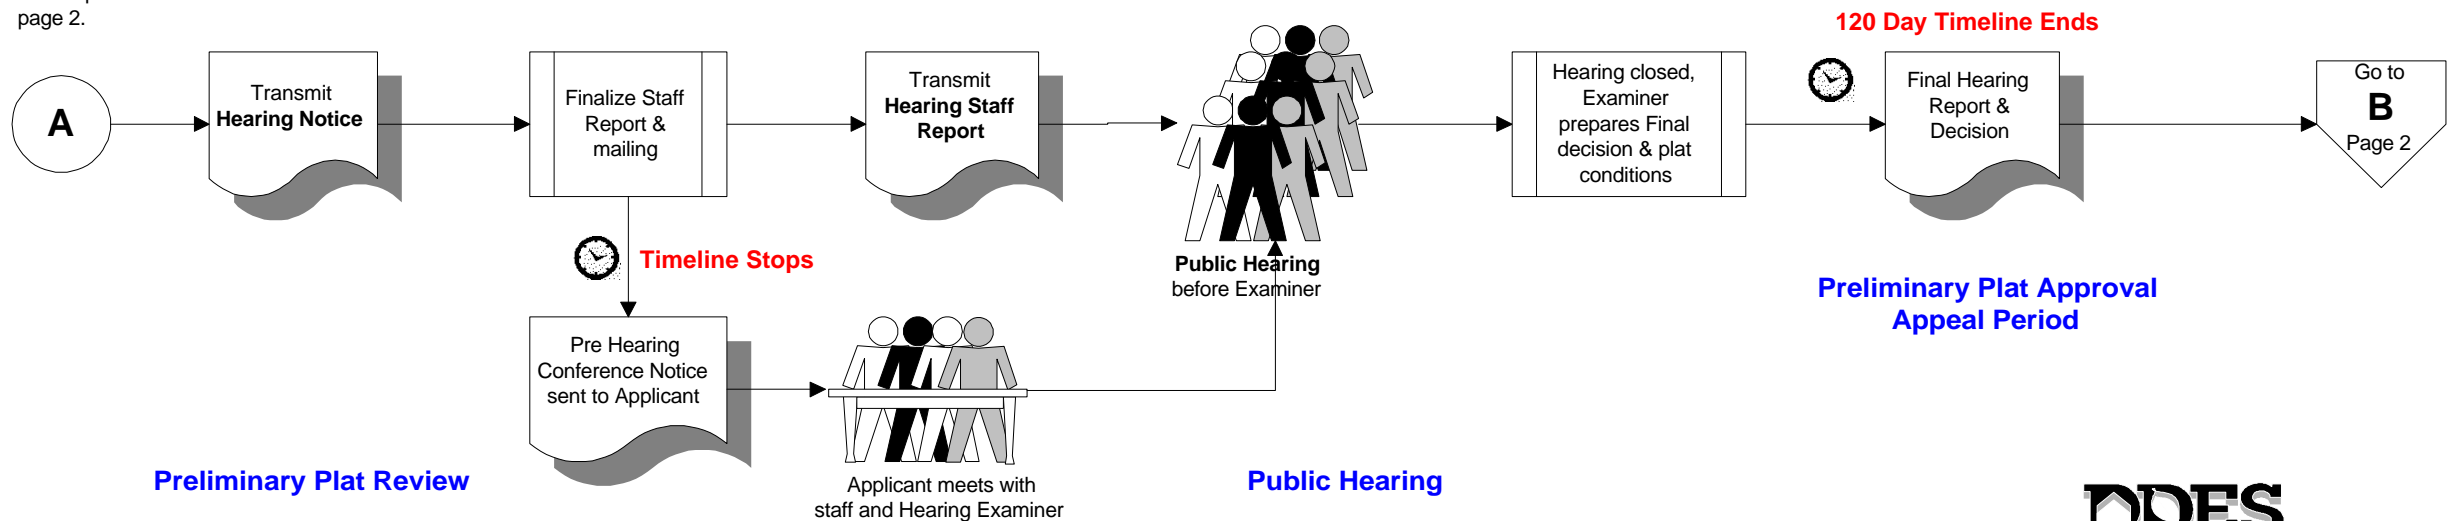 page 2.
120 Day Timeline Ends
A
Transmit
Hearing Notice
Finalize Staff
Report &
mailing
Transmit
Hearing Staff
Report
Hearing closed,
Examiner
prepares Final
decision & plat
conditions
Final Hearing
Report &
Decision
Go to
B
Page 2
Timeline Stops
Public Hearing
before Examiner
Preliminary Plat Approval
Appeal Period
Pre Hearing
Conference Notice
sent to Applicant
Applicant meets with
staff and Hearing Examiner
Preliminary Plat Review
Public Hearing
DDES